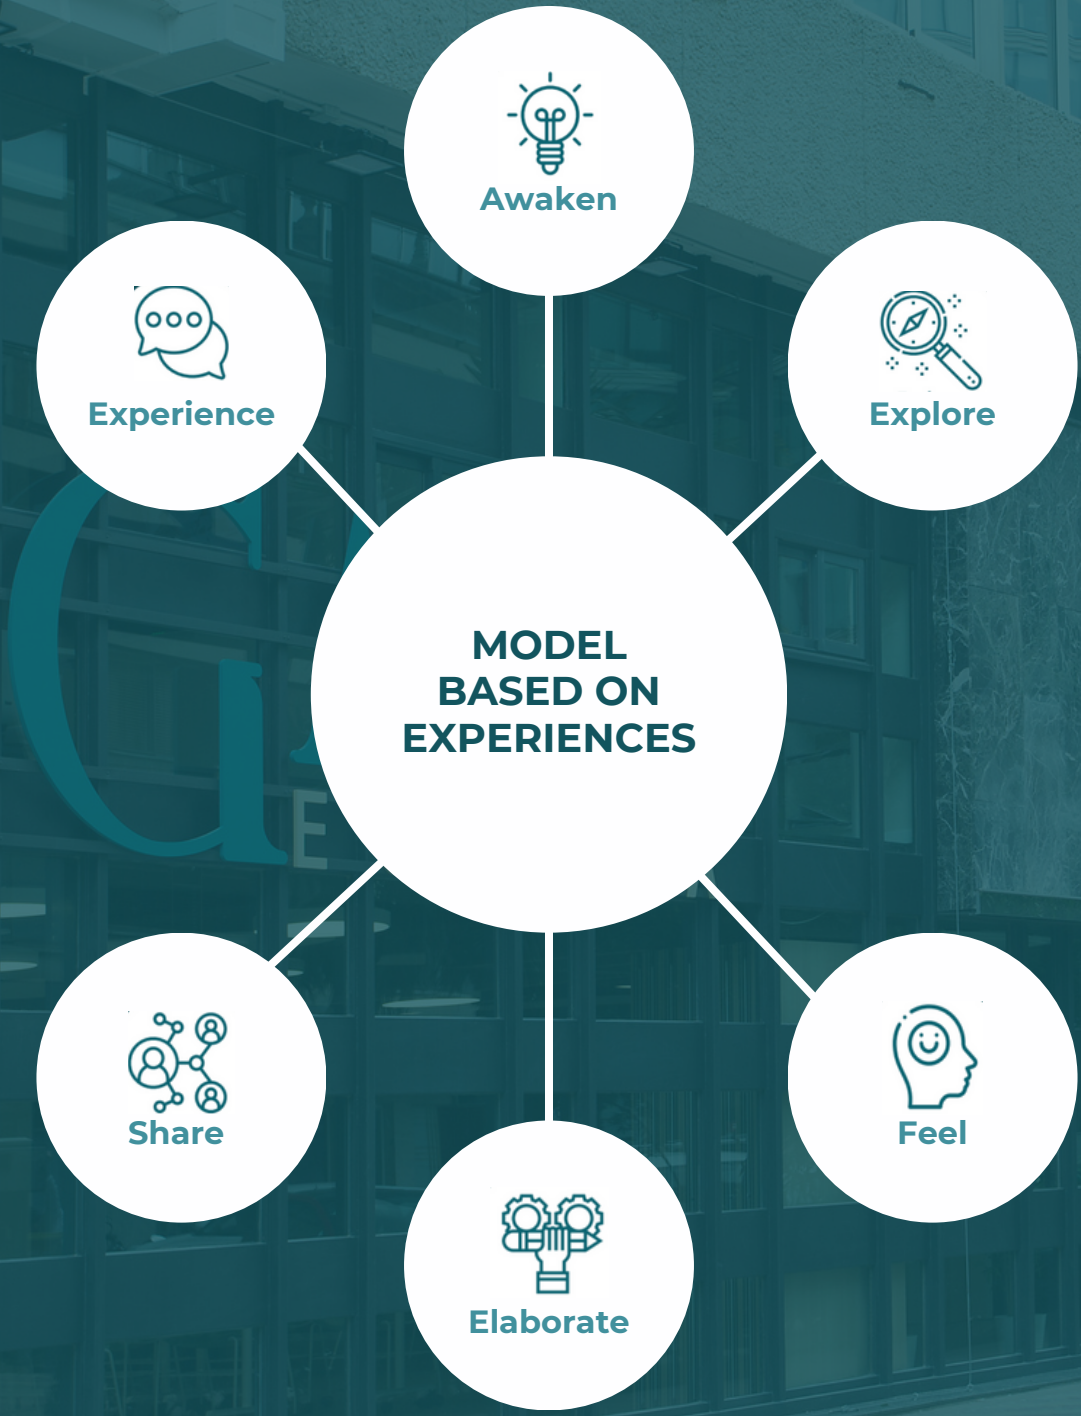 Awaken
Experience
Explore
MODEL
BASED ON
EXPERIENCES
G
E
Share
Feel
Elaborate